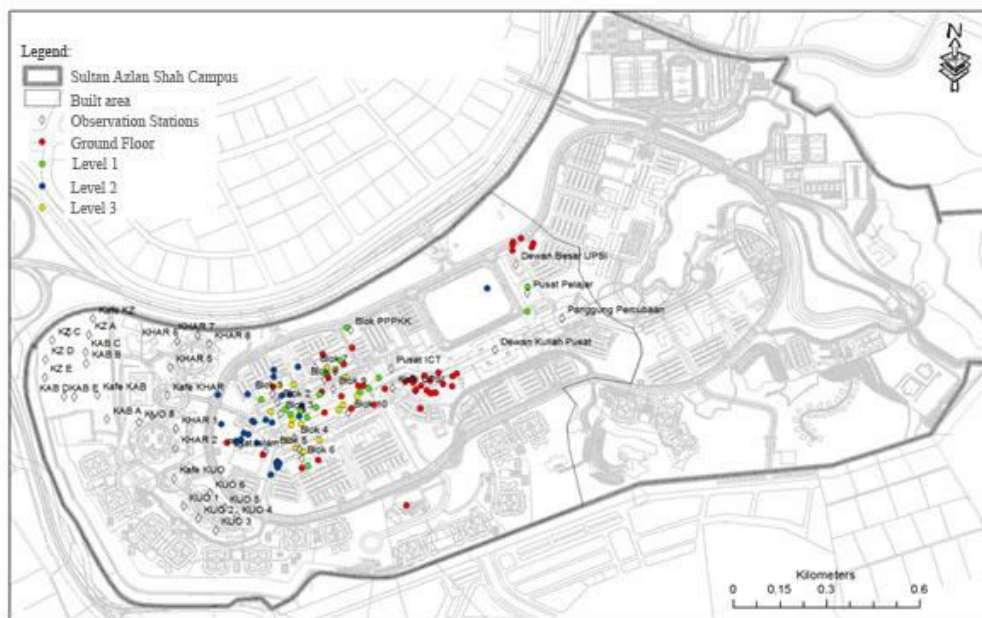 Legend:
Sultan Azlan Shah Campus
Built area
Observation Stations
Ground Floor
Level 1
Level 2
Level 3
N
Dewan Besar UPSI
Pusat Pelajar
Panggung Percubaan
Dewan Kuliah Pusat
Blok PPPKK
Pusat ICT
Kafe KZ
KZ A
KZ C
KZ D
KZ E
KAB C
KAB B
KAB D
KAB E
Kafe KAB
KAB A
KHAR 7
KHAR 6
KHAR 8
KHAR 5
Kafe KHAR
KHAR 1
KHAR 2
KUO 8
Kafe KUO
KUO 6
KUO 1
KUO 5
KUO 2
KUO 4
KUO 3
Blok 2
Blok 3
Blok 4
Blok 5
Blok 6
Kilometers
0 0.15 0.3 0.6